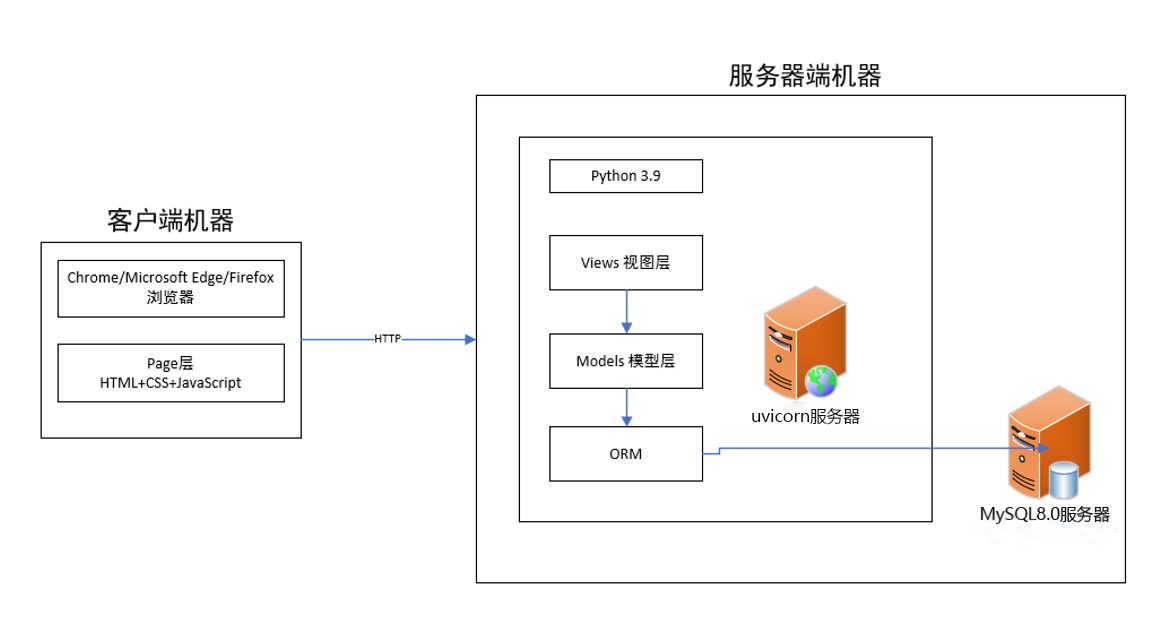 服务器端机器
Python 3.9
客户端机器
Chrome/Microsoft Edge/Firefox
浏览器
Views 视图层
HTTP
Page层
HTML+CSS+JavaScript
Models 模型层
uvicorn服务器
ORM
MySQL8.0服务器